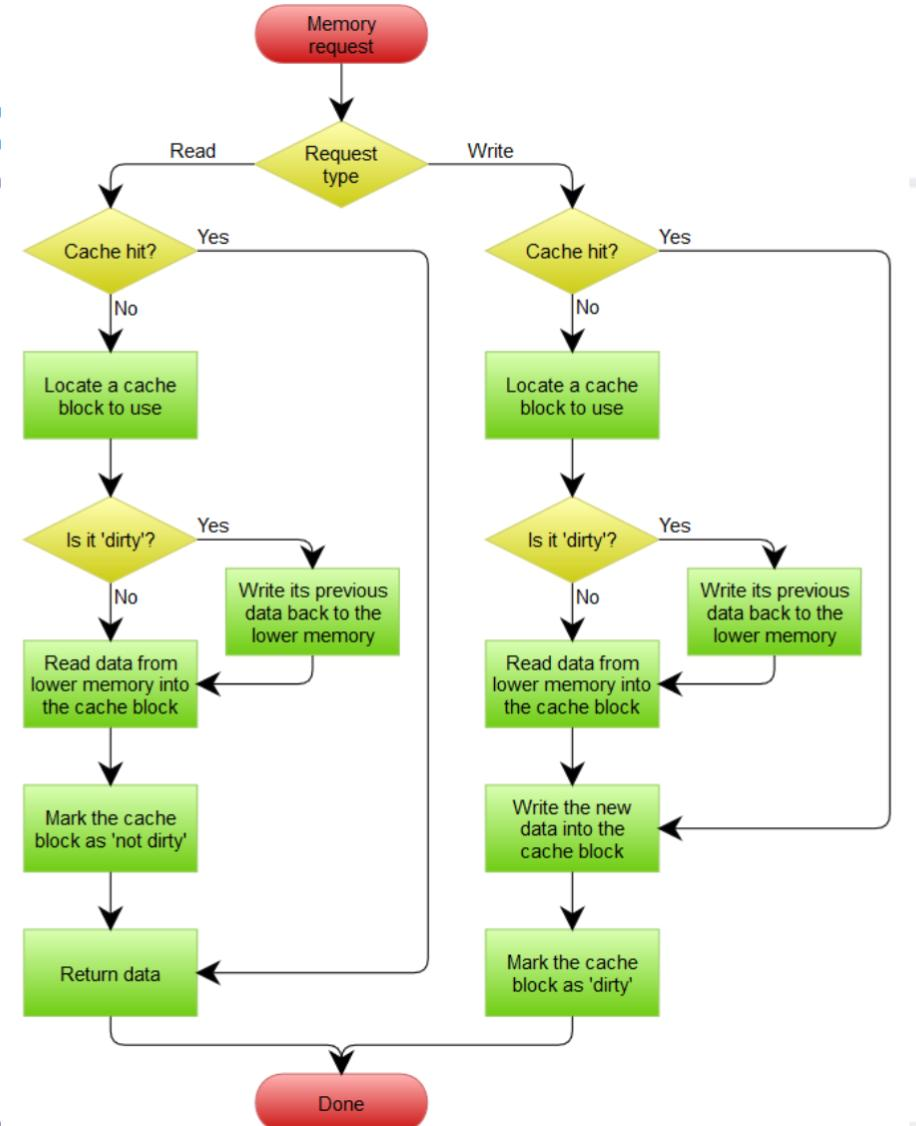 Memory
request
Request
type
Read
Write
Cache hit?
Yes
No
Locate a cache
block to use
Is it 'dirty'?
Yes
No
Write its previous
data back to the
lower memory
Read data from
lower memory into
the cache block
Mark the cache
block as 'not dirty'
Return data
Cache hit?
Yes
No
Locate a cache
block to use
Is it 'dirty'?
Yes
No
Write its previous
data back to the
lower memory
Read data from
lower memory into
the cache block
Write the new
data into the
cache block
Mark the cache
block as 'dirty'
Done